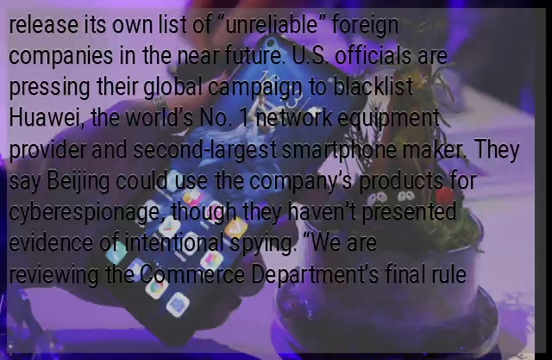 release its own list of “unreliable” foreign
companies in the near future. U.S. officials are
pressing their global campaign to blacklist
Huawei, the world’s No. 1 network equipment
provider and second-largest smartphone maker. They
say Beijing could use the company’s products for
cyberespionage, though they haven’t presented
evidence of intentional spying. “We are
reviewing the Commerce Department’s final rule